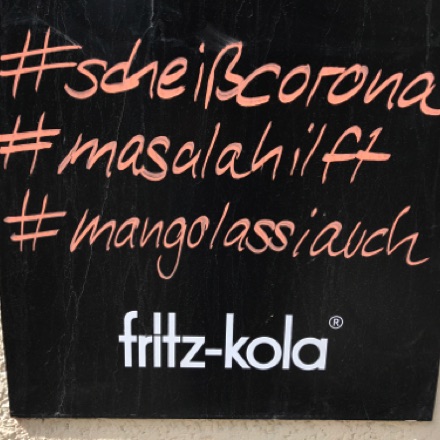 #scheißcorona
#masalahilft
#mangolassiauch
fritz-kola®